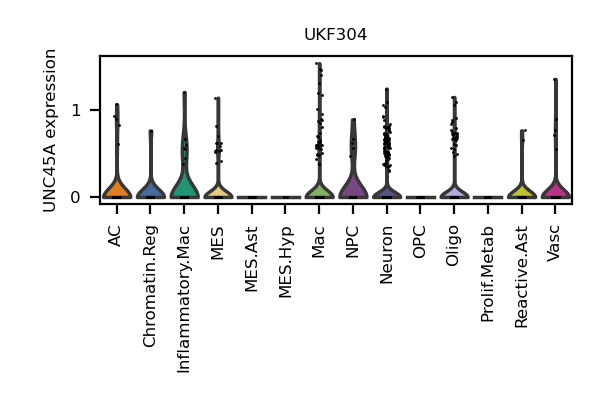 UKF304
UNC45A expression
1
0
AC
Chromatin.Reg
Inflammatory.Mac
MES
MES.Ast
MES.Hyp
Mac
NPC
Neuron
OPC
Oligo
Prolif.Metab
Reactive.Ast
Vasc